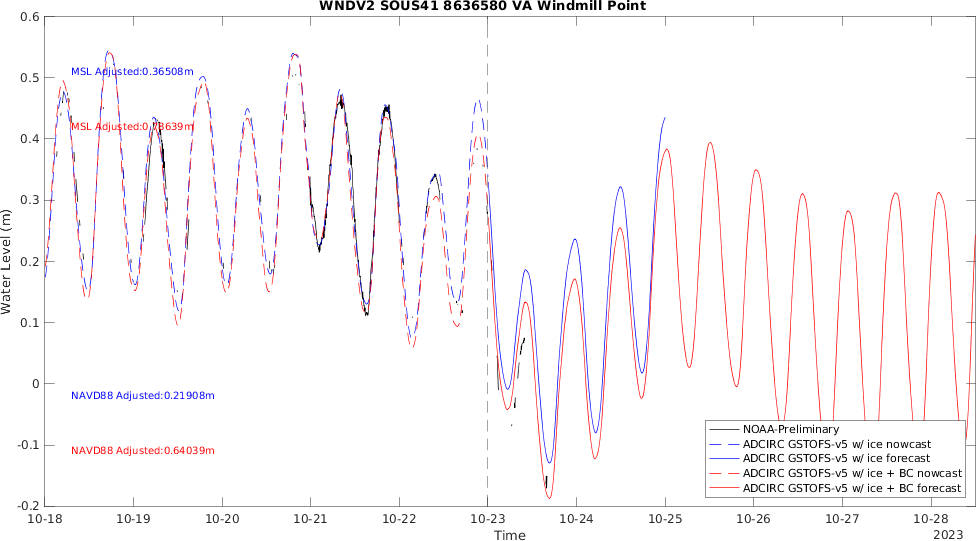 WNDV2 SOUS41 8636580 VA Windmill Point
0.6
0.5
0.4
0.3
0.2
0.1
0
-0.1
-0.2
Water Level (m)
MSL Adjusted:0.36508m
MSL Adjusted:
NAVD88 Adjusted:0.21908m
NAVD88 Adjusted:0.64039m
NOAA-Preliminary
ADCIRC GSTOFS-v5 w/ ice nowcast
ADCIRC GSTOFS-v5 w/ ice forecast
ADCIRC GSTOFS-v5 w/ ice + BC nowcast
ADCIRC GSTOFS-v5 w/ ice + BC forecast
10-18 10-19 10-20 10-21 10-22 10-23 10-24 10-25 10-26 10-27 10-28
Time
2023